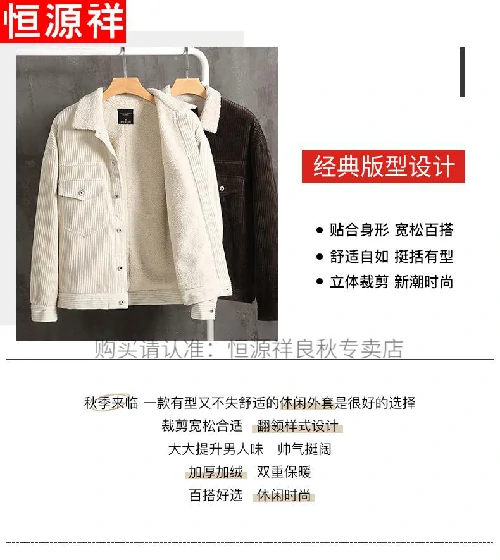 恒源祥
经典版型设计
贴合身形 宽松百搭
舒适自如 挺括有型
立体裁剪 新潮时尚
购买请认准：恒源祥良秋专卖店
秋季来临 一款有型又不失舒适的休闲外套是很好的选择
裁剪宽松合适 翻领样式设计
大大提升男人味 帅气挺阔
加厚加绒 双重保暖
百搭好选 休闲时尚